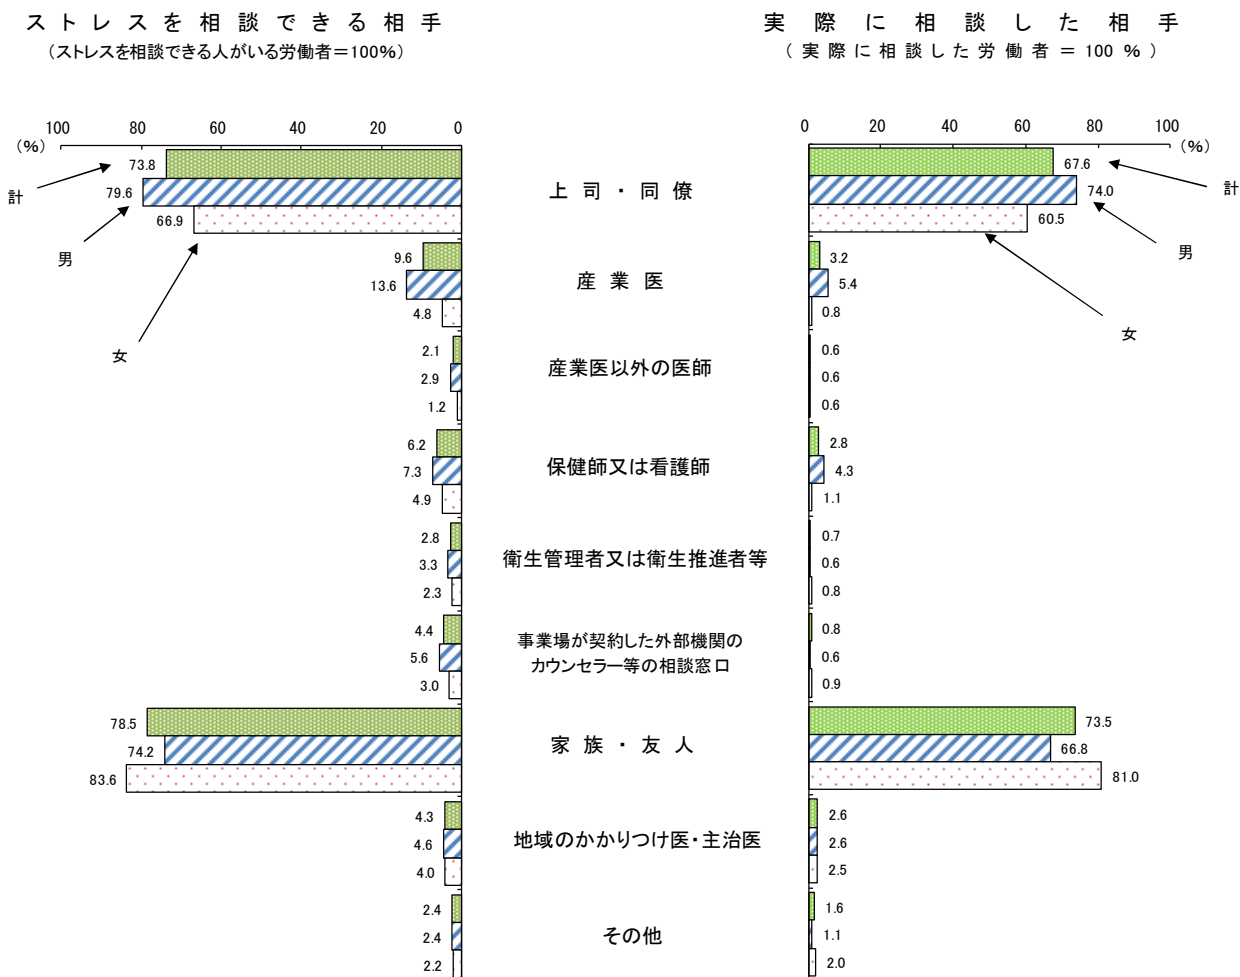 ストレスを相談できる相手
(ストレスを相談できる人がいる労働者＝100%)
実際に相談した相手
(実際に相談した労働者＝100%)
100 80 60 40 20 0
(%)
0 20 40 60 80 100
(%)
計
男
女
計
男
女
73.8
79.6
66.9
上司・同僚
67.6
74.0
60.5
9.6
13.6
4.8
産業医
3.2
5.4
0.8
2.1
2.9
1.2
産業医以外の医師
0.6
0.6
0.6
6.2
7.3
4.9
保健師又は看護師
2.8
4.3
1.1
2.8
3.3
2.3
衛生管理者又は衛生推進者等
0.7
0.6
0.8
4.4
5.6
3.0
事業場が契約した外部機関の
カウンセラー等の相談窓口
0.8
0.6
0.9
78.5
74.2
83.6
家族・友人
73.5
66.8
81.0
4.3
4.6
4.0
地域のかかりつけ医・主治医
2.6
2.6
2.5
2.4
2.4
2.2
その他
1.6
1.1
2.0